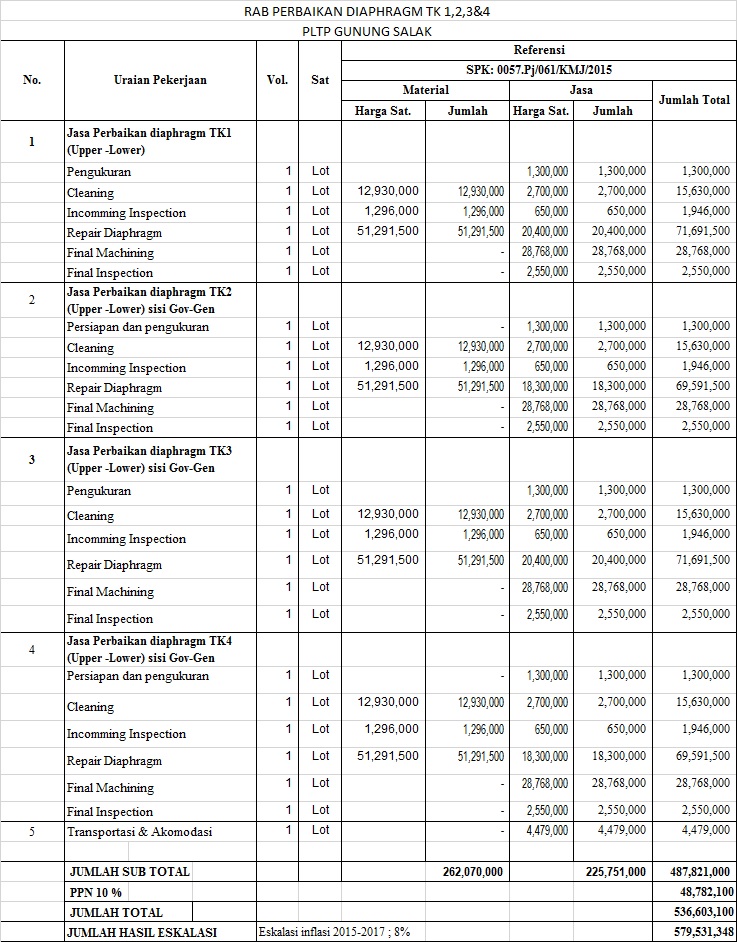 RAB PERBAIKAN DIAPHRAGM TK 1,2,3&4
PLTP GUNUNG SALAK
No. Uraian Pekerjaan Vol. Sat Referensi
SPK: 0057.Pj/061/KMJ/2015
Material Jasa Jumlah Total
Harga Sat. Jumlah Harga Sat. Jumlah
1 Jasa Perbaikan diaphragm TK1
(Upper -Lower)
Pengukuran 1 Lot 1,300,000 1,300,000 1,300,000
Cleaning 1 Lot 12,930,000 12,930,000 2,700,000 2,700,000 15,630,000
Incomming Inspection 1 Lot 1,296,000 1,296,000 650,000 650,000 1,946,000
Repair Diaphragm 1 Lot 51,291,500 51,291,500 20,400,000 20,400,000 71,691,500
Final Machining 1 Lot - 28,768,000 28,768,000 28,768,000
Final Inspection 1 Lot - 2,550,000 2,550,000 2,550,000
2 Jasa Perbaikan diaphragm TK2
(Upper -Lower) sisi Gov-Gen
Persiapan dan pengukuran 1 Lot - 1,300,000 1,300,000 1,300,000
Cleaning 1 Lot 12,930,000 12,930,000 2,700,000 2,700,000 15,630,000
Incomming Inspection 1 Lot 1,296,000 1,296,000 650,000 650,000 1,946,000
Repair Diaphragm 1 Lot 51,291,500 51,291,500 18,300,000 18,300,000 69,591,500
Final Machining 1 Lot - 28,768,000 28,768,000 28,768,000
Final Inspection 1 Lot - 2,550,000 2,550,000 2,550,000
3 Jasa Perbaikan diaphragm TK3
(Upper -Lower) sisi Gov-Gen
Pengukuran 1 Lot 1,300,000 1,300,000 1,300,000
Cleaning 1 Lot 12,930,000 12,930,000 2,700,000 2,700,000 15,630,000
Incomming Inspection 1 Lot 1,296,000 1,296,000 650,000 650,000 1,946,000
Repair Diaphragm 1 Lot 51,291,500 51,291,500 20,400,000 20,400,000 71,691,500
Final Machining 1 Lot - 28,768,000 28,768,000 28,768,000
Final Inspection 1 Lot - 2,550,000 2,550,000 2,550,000
4 Jasa Perbaikan diaphragm TK4
(Upper -Lower) sisi Gov-Gen
Persiapan dan pengukuran 1 Lot - 1,300,000 1,300,000 1,300,000
Cleaning 1 Lot 12,930,000 12,930,000 2,700,000 2,700,000 15,630,000
Incomming Inspection 1 Lot 1,296,000 1,296,000 650,000 650,000 1,946,000
Repair Diaphragm 1 Lot 51,291,500 51,291,500 18,300,000 18,300,000 69,591,500
Final Machining 1 Lot - 28,768,000 28,768,000 28,768,000
Final Inspection 1 Lot - 2,550,000 2,550,000 2,550,000
5 Transportasi & Akomodasi 1 Lot - 4,479,000 4,479,000 4,479,000
JUMLAH SUB TOTAL 262,070,000 225,751,000 487,821,000
PPN 10 % 48,782,100
JUMLAH TOTAL 536,603,100
JUMLAH HASIL ESKALASI Eskalasi inflasi 2015-2017 ; 8% 579,531,348